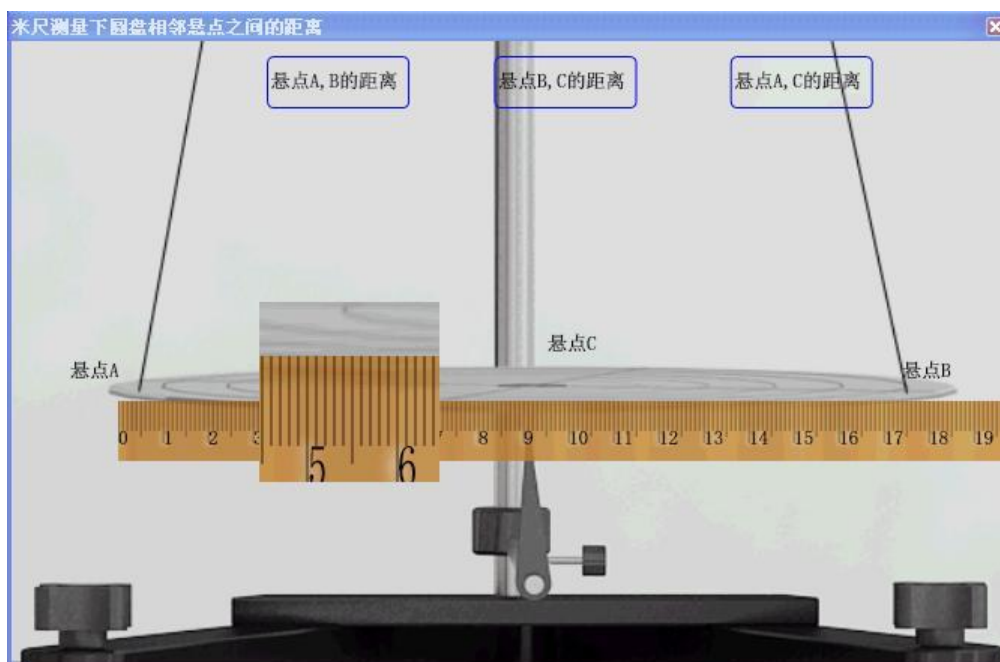 米尺测量下圆盘相邻悬点之间的距离
悬点A,B的距离 悬点B,C的距离 悬点A,C的距离
悬点C
悬点A 悬点B
0 1 2 3 5 6 7 8 9 10 11 12 13 14 15 16 17 18 19